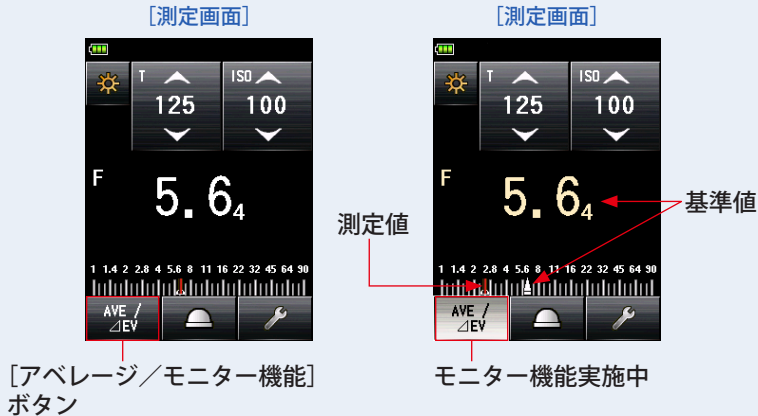 [測定画面]
T
125
ISO
100
F
5.6₄
1 1.4 2 2.8 4 5.6 8 11 16 22 32 45 64 90
AVE /
⊿EV
[アベレージ／モニター機能]
ボタン
[測定画面]
T
125
ISO
100
F
5.6₄
基準値
測定値
1 1.4 2 2.8 4 5.6 8 11 16 22 32 45 64 90
AVE /
⊿EV
モニター機能実施中